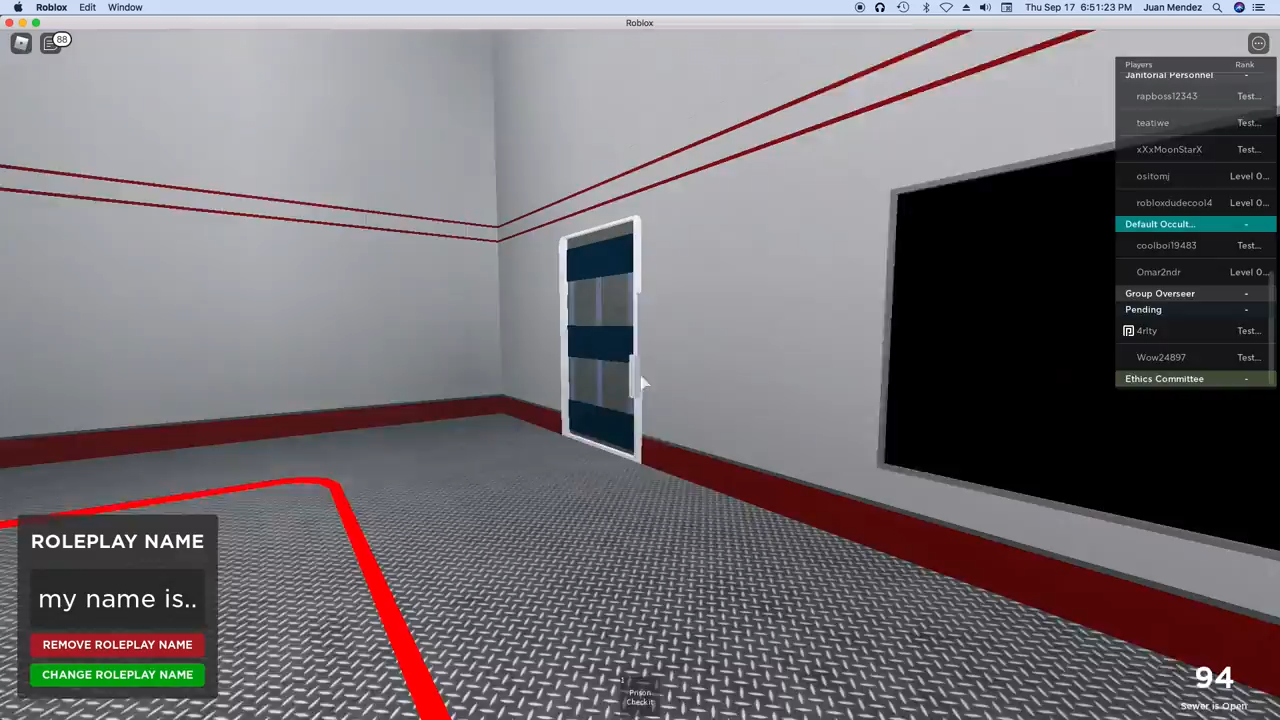 Roblox Edit Window Thu Sep 17 6:51:23 PM Juan Mendez
Roblox
88
Players Rank
Janitorial Personnel -
rapboss12343 Test...
teatiwe Test...
xXxMoonStarX Test...
ositomj Level 0...
robloxdudecool4 Level 0...
Default Occult... -
coolboi19483 Test...
Omar2ndr Level 0...
Group Overseer -
Pending -
4rlty Test...
Wow24897 Test...
Ethics Committee -
ROLEPLAY NAME
my name is..
REMOVE ROLEPLAY NAME
CHANGE ROLEPLAY NAME
1
Prison
Checkit
94
Sewer is Open